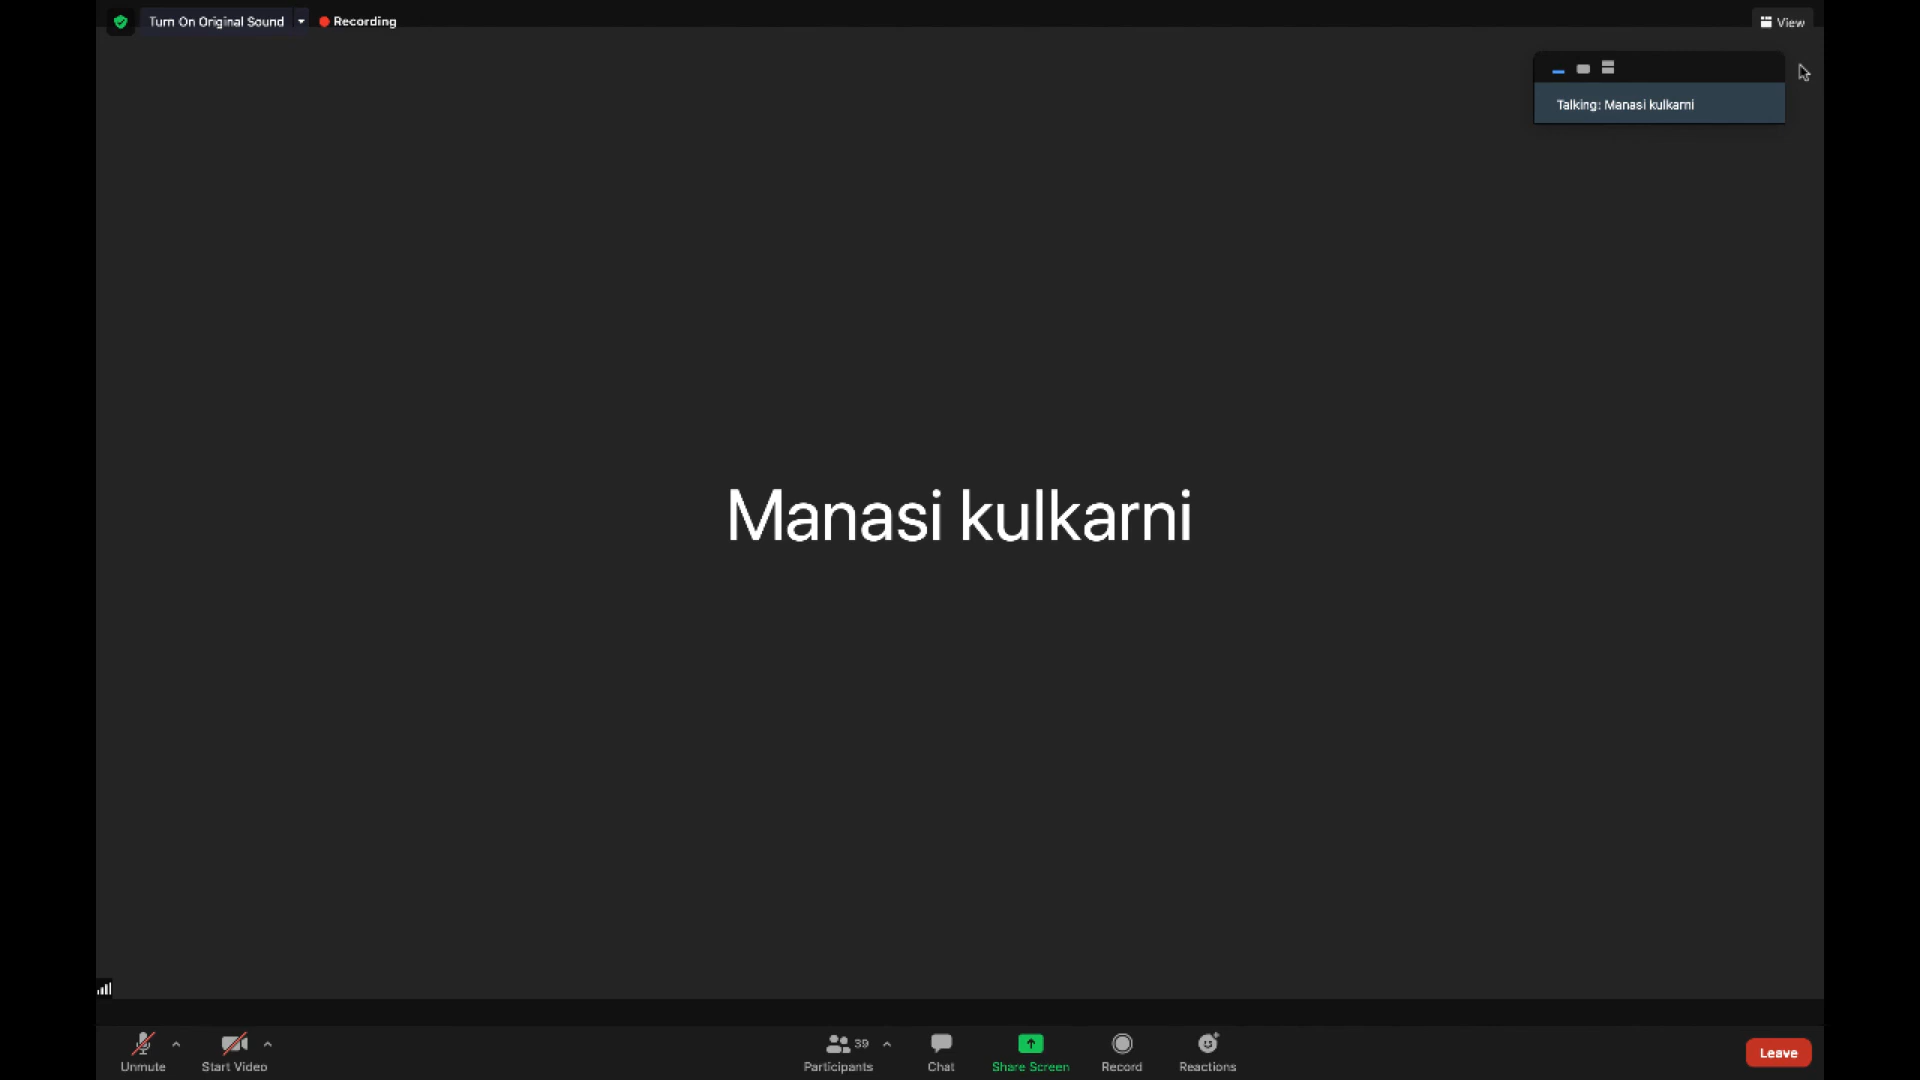 Turn On Original Sound
Recording
View
Talking: Manasi kulkarni
Manasi kulkarni
Unmute
Start Video
39
Participants
Chat
Share Screen
Record
Reactions
Leave